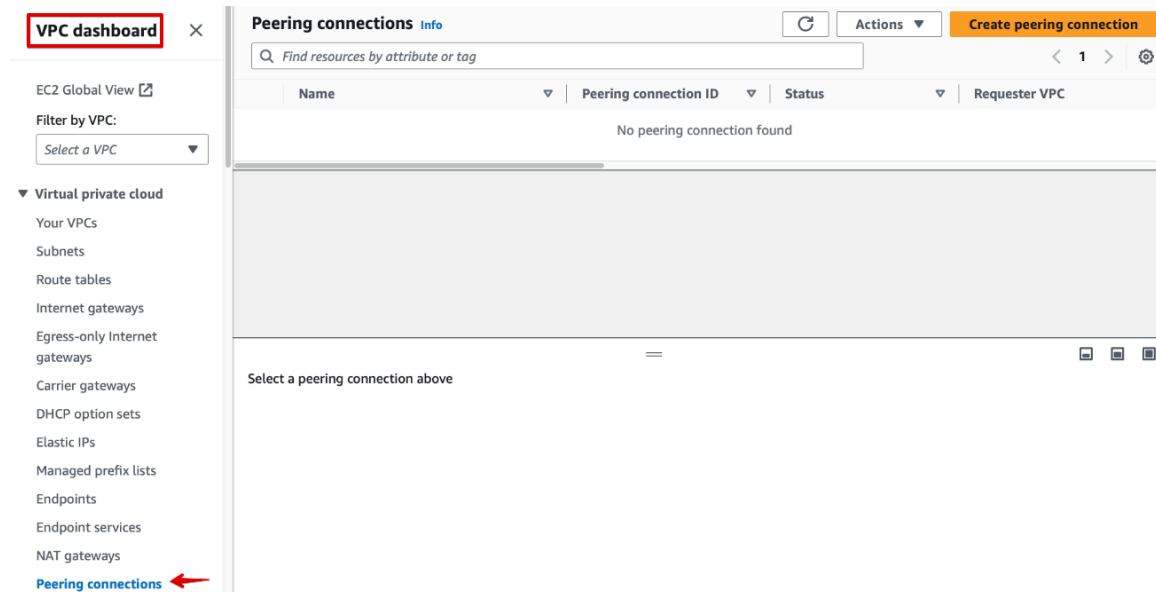 VPC dashboard
EC2 Global View
Filter by VPC:
Select a VPC
Virtual private cloud
Your VPCs
Subnets
Route tables
Internet gateways
Egress-only Internet
gateways
Carrier gateways
DHCP option sets
Elastic IPs
Managed prefix lists
Endpoints
Endpoint services
NAT gateways
Peering connections
Peering connections Info
Actions
Create peering connection
Find resources by attribute or tag
1
Name Peering connection ID Status Requester VPC
No peering connection found
Select a peering connection above